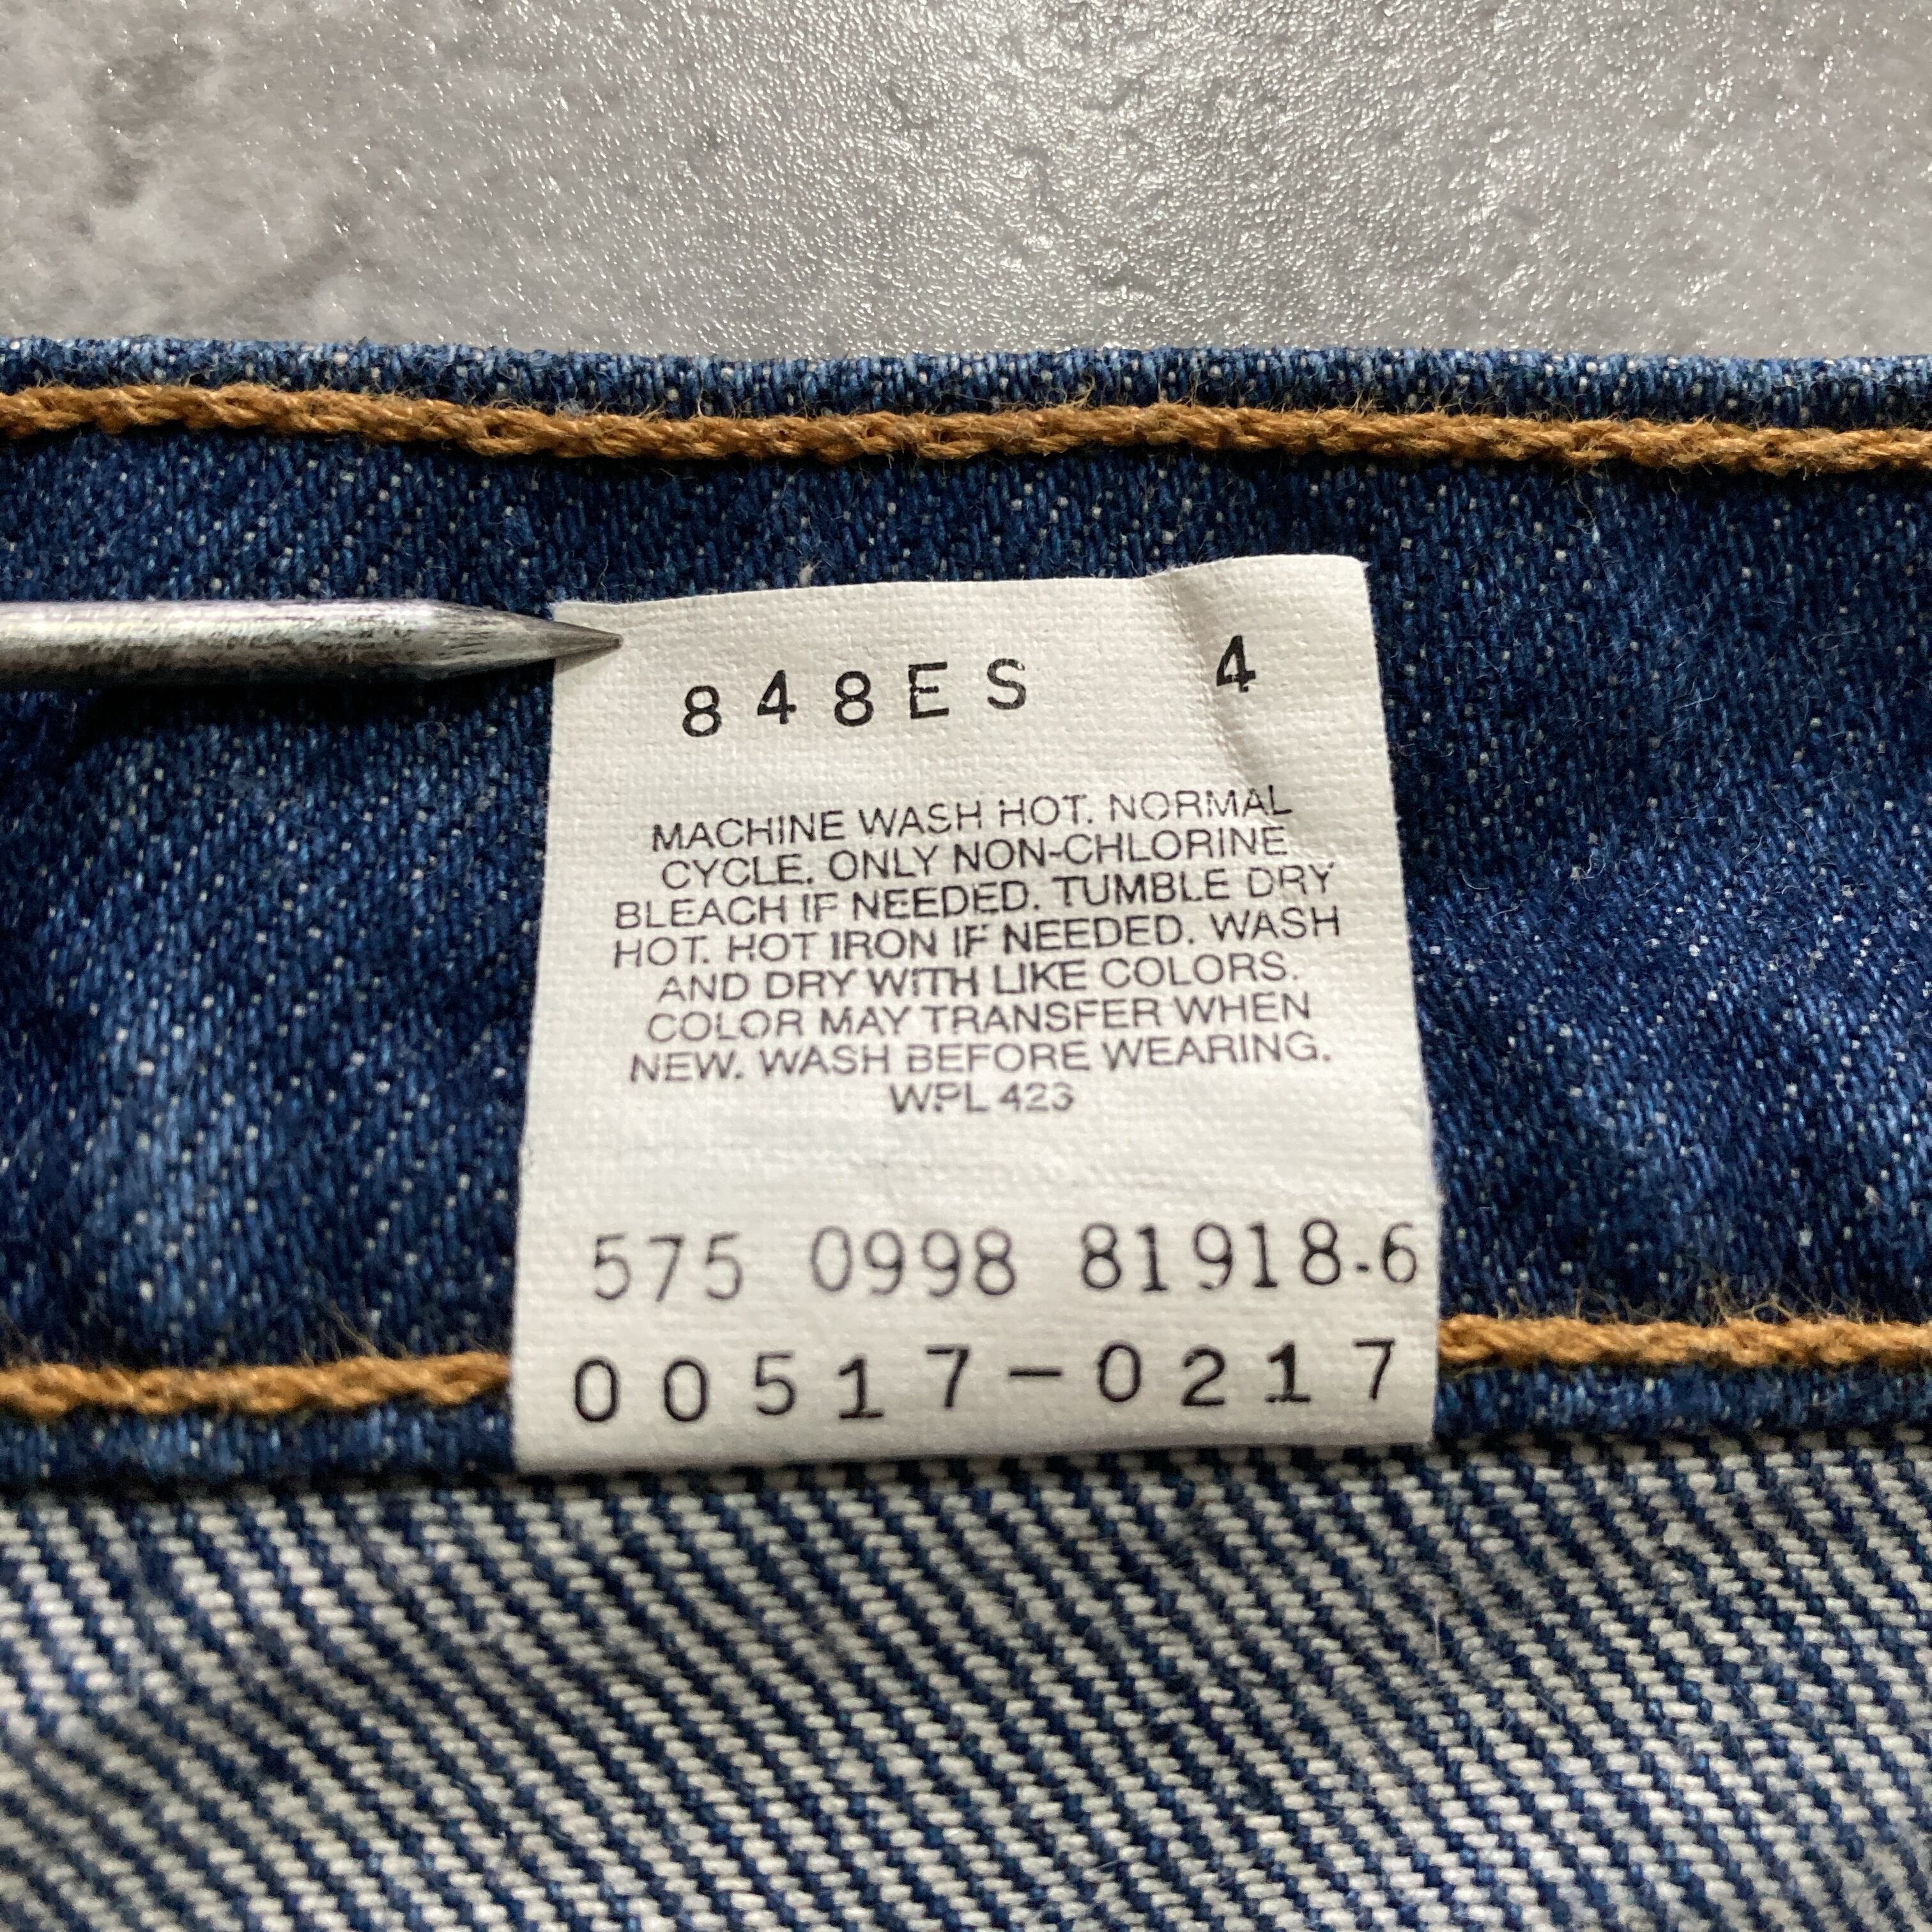 848ES 4
MACHINE WASH HOT. NORMAL
CYCLE. ONLY NON-CHLORINE
BLEACH IF NEEDED. TUMBLE DRY
HOT. HOT IRON IF NEEDED. WASH
AND DRY WITH LIKE COLORS.
COLOR MAY TRANSFER WHEN
NEW. WASH BEFORE WEARING.
WPL 423
575 0998 81918-6
00517-0217